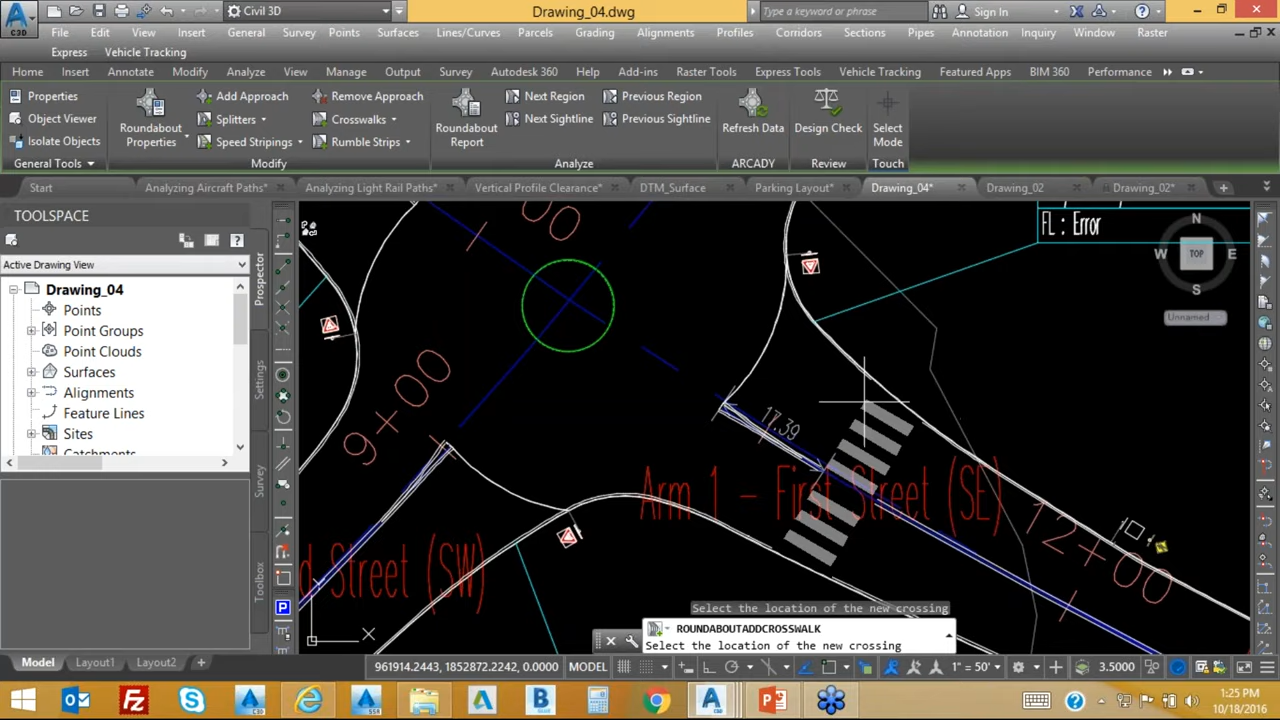 C3D
Civil 3D
Drawing_04.dwg
Type a keyword or phrase
Sign In
File Edit View Insert General Survey Points Surfaces Lines/Curves Parcels Grading Alignments Profiles Corridors Sections Pipes Annotation Inquiry Window Raster
Express Vehicle Tracking
Home Insert Annotate Modify Analyze View Manage Output Survey Autodesk 360 Help Add-ins Raster Tools Express Tools Vehicle Tracking Featured Apps BIM 360 Performance
Properties
Object Viewer
Isolate Objects
General Tools
Roundabout
Properties
Add Approach
Splitters
Speed Stripings
Remove Approach
Crosswalks
Rumble Strips
Modify
Roundabout
Report
Next Region
Next Sightline
Previous Region
Previous Sightline
Analyze
Refresh Data
ARCADY
Design Check
Review
Select
Mode
Touch
Start Analyzing Aircraft Paths* Analyzing Light Rail Paths* Vertical Profile Clearance* DTM_Surface Parking Layout* Drawing_04* Drawing_02 Drawing_02*
TOOLSPACE
Active Drawing View
Drawing_04
Points
Point Groups
Point Clouds
Surfaces
Alignments
Feature Lines
Sites
Catchments
Prospector
Settings
Survey
Toolbox
00
FL : Error
N
W TOP E
S
Unnamed
9+00
17.39
Arm 1 - First Street (SE)
12+00
d Street (SW)
Select the location of the new crossing
ROUNDABOUTADDCROSSWALK
Select the location of the new crossing
Model Layout1 Layout2
961914.2443, 1852872.2242, 0.0000 MODEL 1" = 50' 3.5000
1:25 PM
10/18/2016